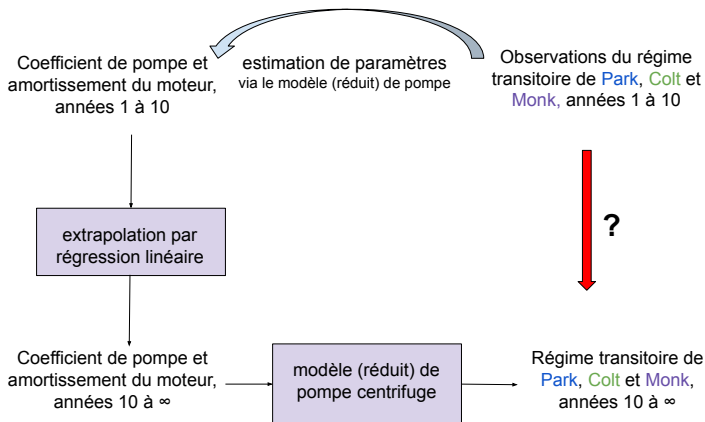 Coefficient de pompe et
amortissement du moteur,
années 1 à 10
estimation de paramètres
via le modèle (réduit) de pompe
Observations du régime
transitoire de Park, Colt et
Monk, années 1 à 10
extrapolation par
régression linéaire
?
Coefficient de pompe et
amortissement du moteur,
années 10 à ∞
modèle (réduit) de
pompe centrifuge
Régime transitoire de
Park, Colt et Monk,
années 10 à ∞